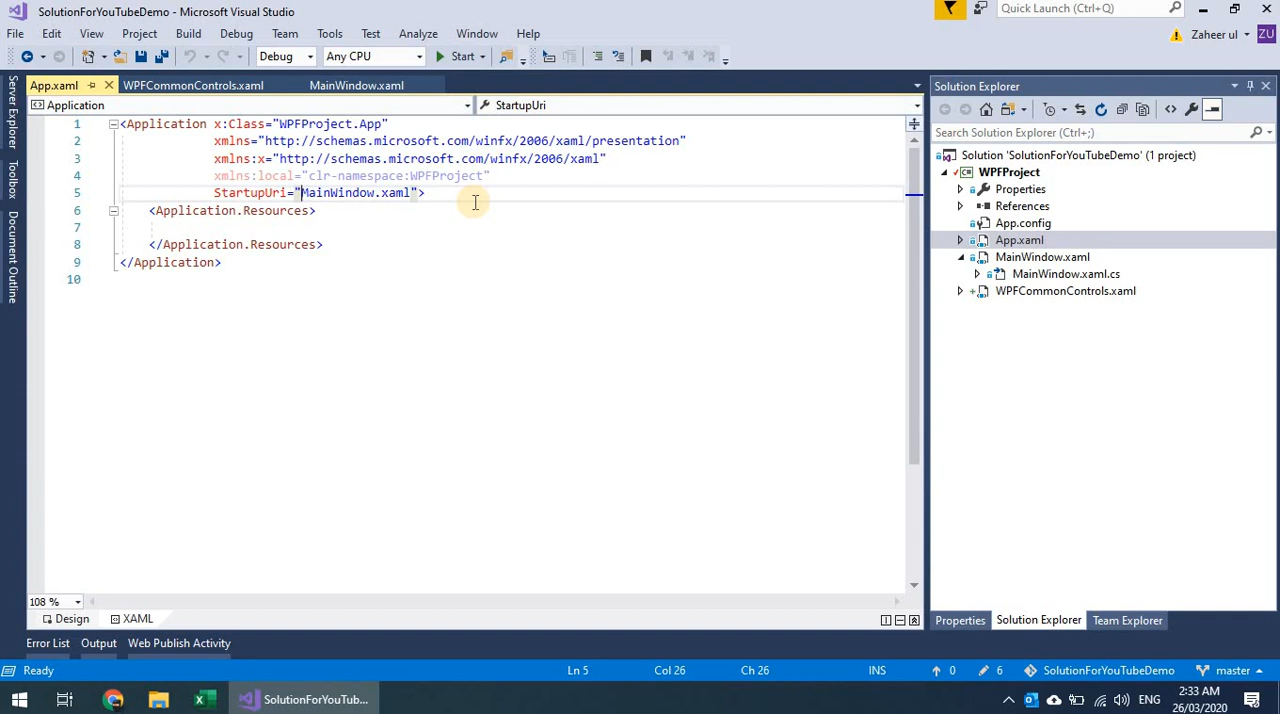 SolutionForYouTubeDemo - Microsoft Visual Studio
Quick Launch (Ctrl+Q)
File Edit View Project Build Debug Team Tools Test Analyze Window Help
Zaheer ul ZU
Debug Any CPU Start
App.xaml WPFCommonControls.xaml MainWindow.xaml
Application StartupUri
1 <Application x:Class="WPFProject.App"
2 xmlns="http://schemas.microsoft.com/winfx/2006/xaml/presentation"
3 xmlns:x="http://schemas.microsoft.com/winfx/2006/xaml"
4 xmlns:local="clr-namespace:WPFProject"
5 StartupUri="MainWindow.xaml">
6 <Application.Resources>
7
8 </Application.Resources>
9 </Application>
10
Server Explorer
Toolbox
Document Outline
Solution Explorer
Search Solution Explorer (Ctrl+;)
Solution 'SolutionForYouTubeDemo' (1 project)
WPFProject
Properties
References
App.config
App.xaml
MainWindow.xaml
MainWindow.xaml.cs
WPFCommonControls.xaml
108 %
Design XAML
Properties Solution Explorer Team Explorer
Error List Output Web Publish Activity
Ready Ln 5 Col 26 Ch 26 INS 0 6 SolutionForYouTubeDemo master
SolutionForYouTub...
ENG
2:33 AM
26/03/2020